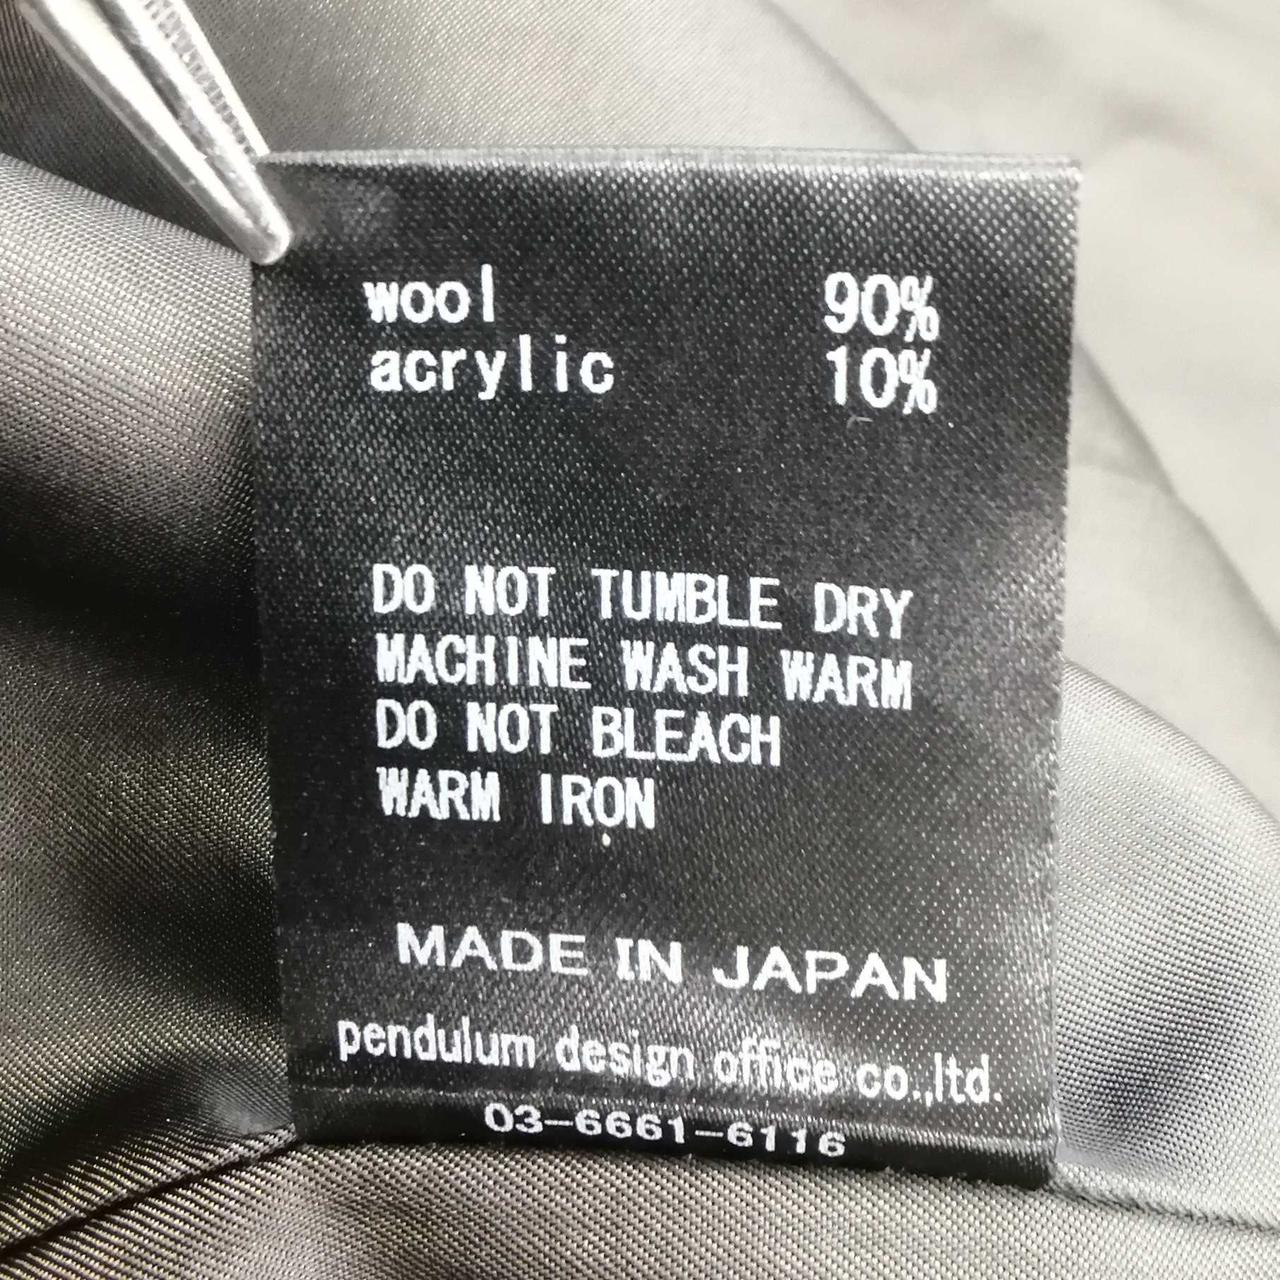 wool 90%
acrylic 10%
DO NOT TUMBLE DRY
MACHINE WASH WARM
DO NOT BLEACH
WARM IRON
MADE IN JAPAN
pendulum design office co.,ltd.
03-6661-6116